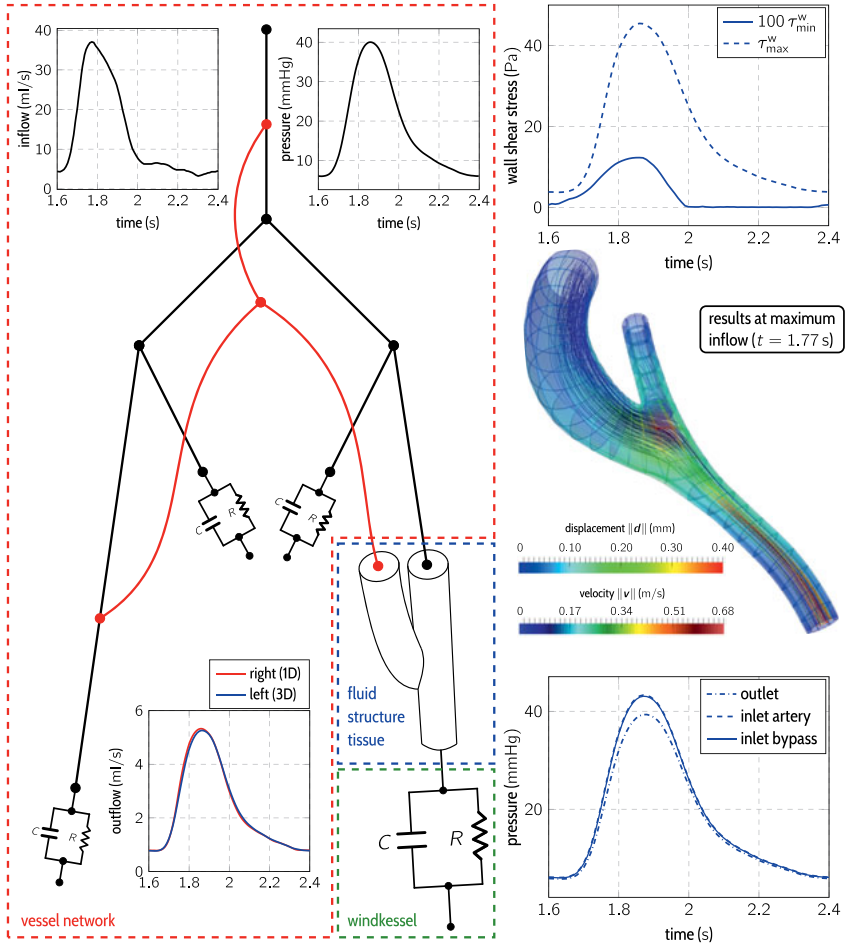 inflow (ml/s)
40
30
20
10
0
1.6 1.8 2 2.2 2.4
time (s)
pressure (mmHg)
40
30
20
10
1.6 1.8 2 2.2 2.4
time (s)
wall shear stress (Pa)
100 τ^w_min
τ^w_max
40
20
0
1.6 1.8 2 2.2 2.4
time (s)
results at maximum
inflow (t = 1.77 s)
C R
C R
displacement ||d|| (mm)
0 0.10 0.20 0.30 0.40
velocity ||v|| (m/s)
0 0.17 0.34 0.51 0.68
fluid
structure
tissue
right (1D)
left (3D)
outflow (ml/s)
6
4
2
0
1.6 1.8 2 2.2 2.4
time (s)
C R
C R
vessel network
windkessel
outlet
inlet artery
inlet bypass
pressure (mmHg)
40
20
1.6 1.8 2 2.2 2.4
time (s)